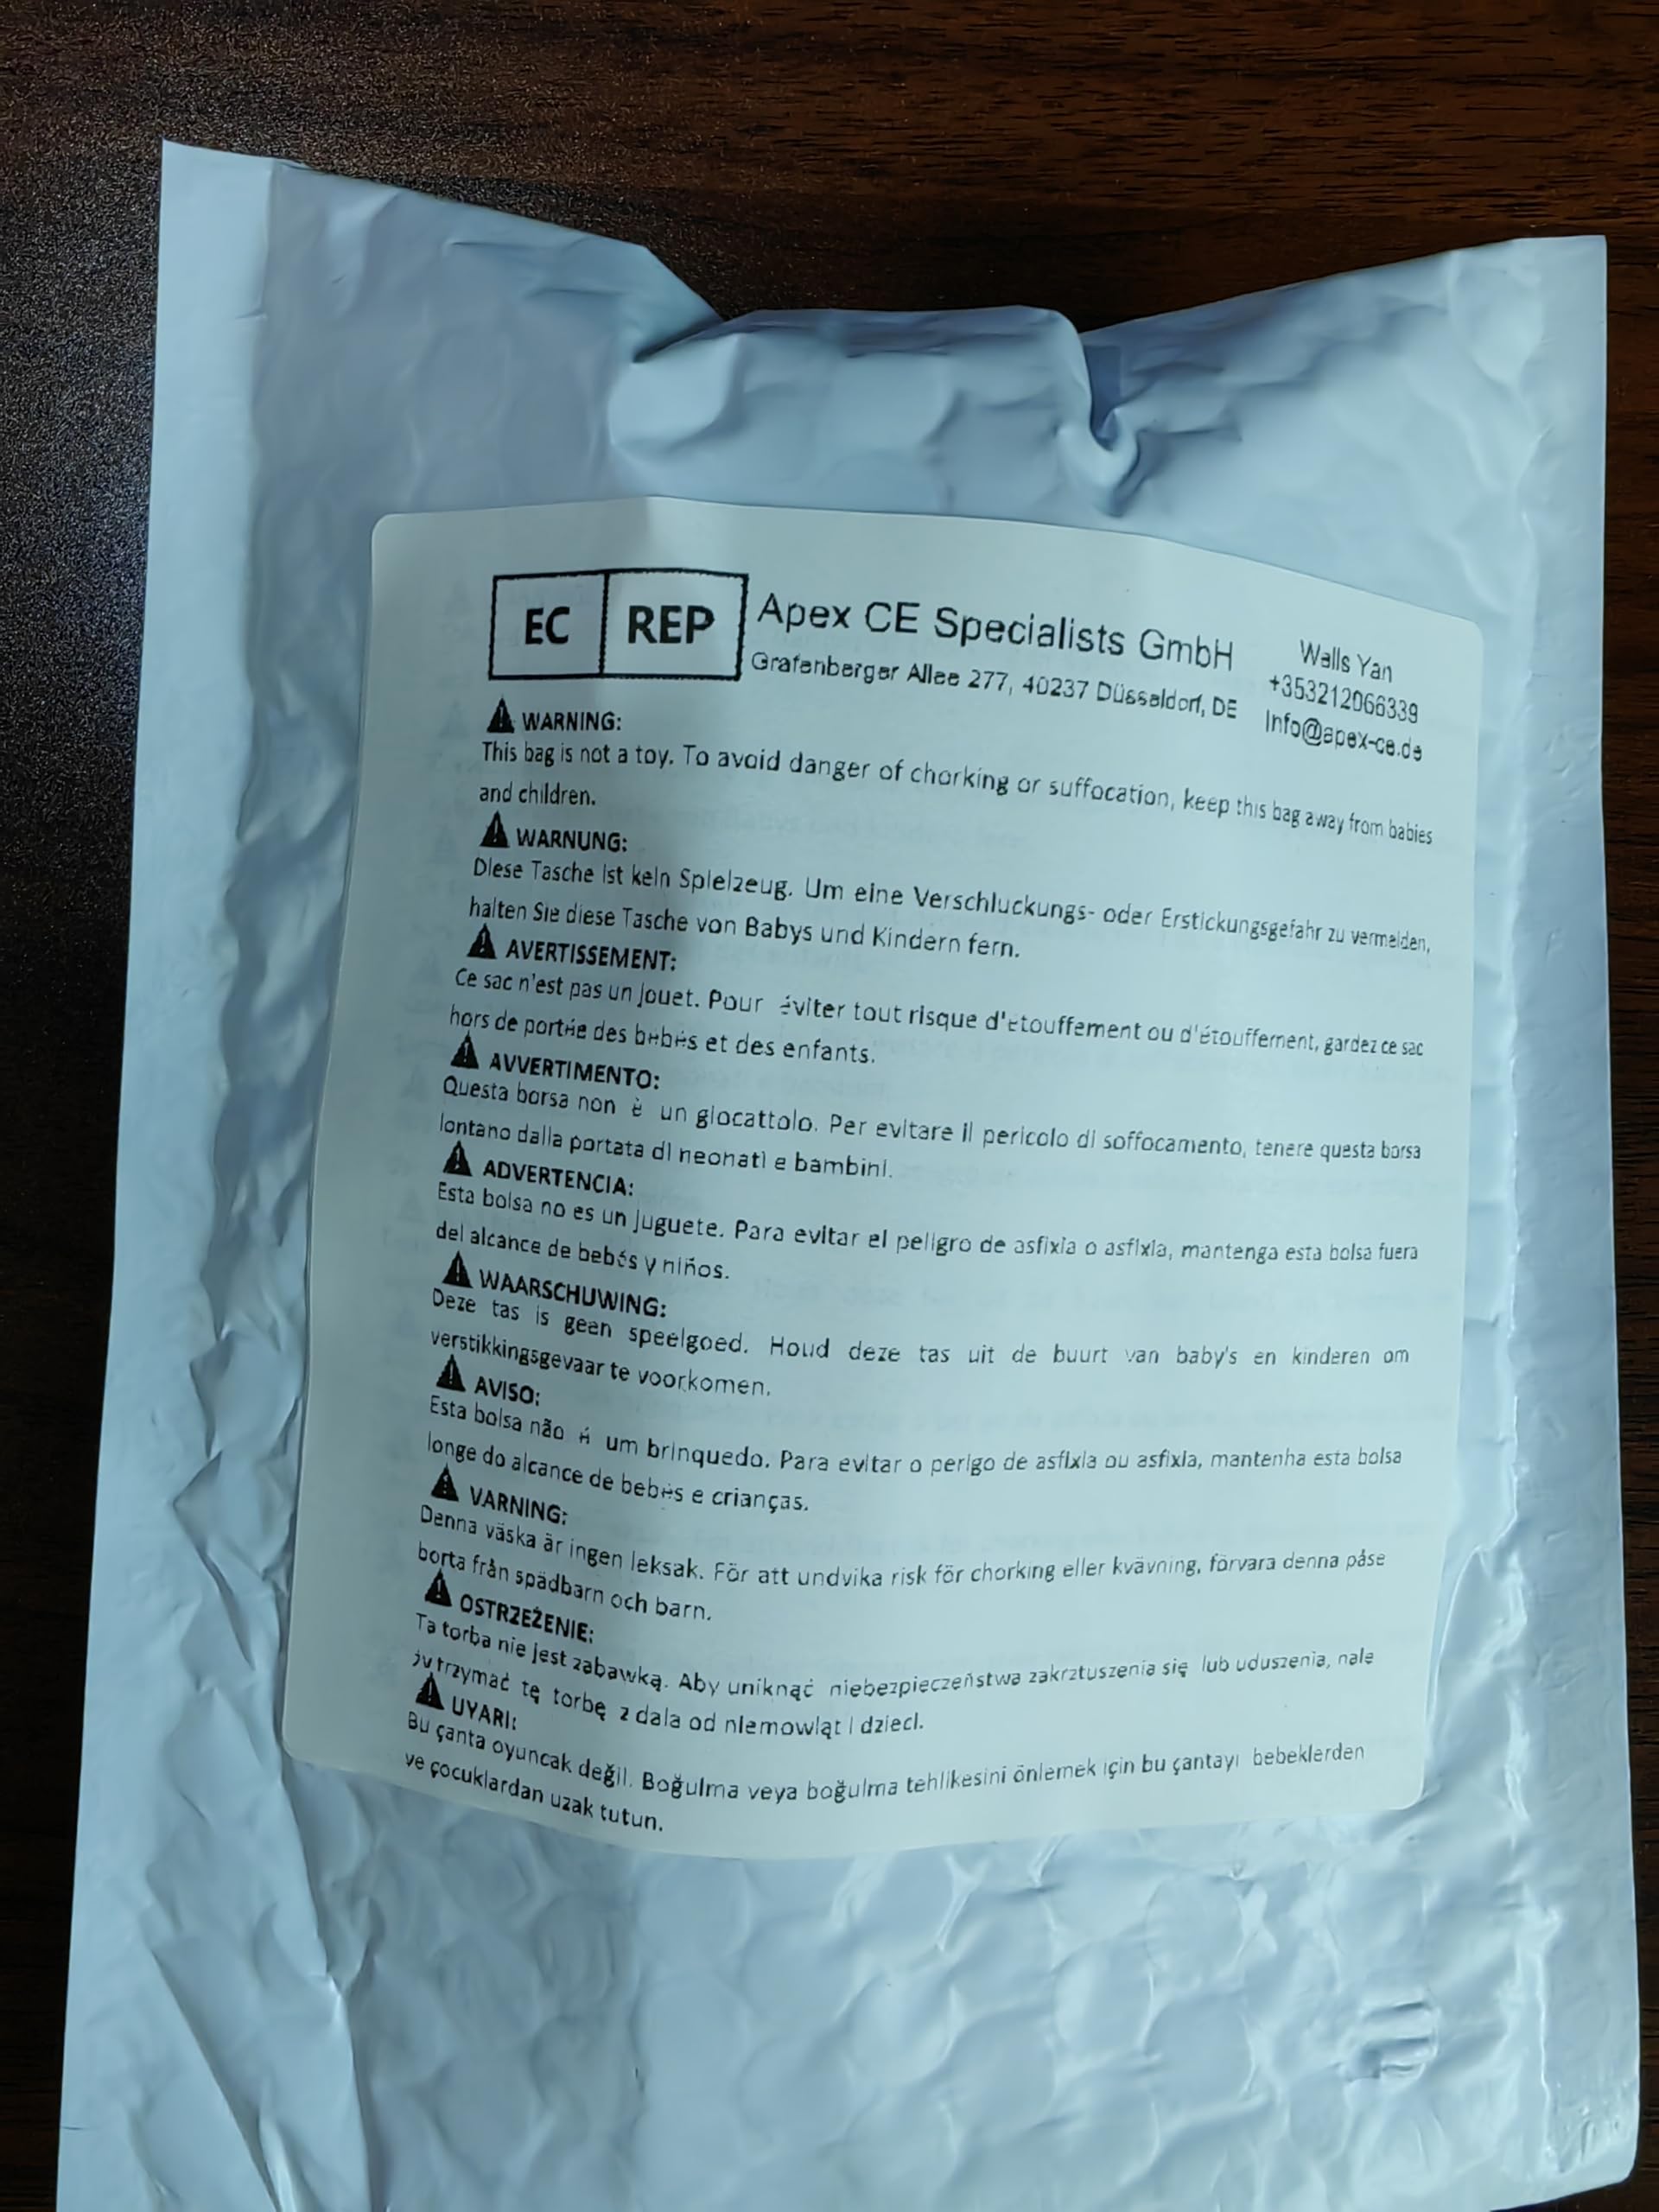 EC REP Apex CE Specialists GmbH
Grafenberger Allee 277, 40237 Düsseldorf, DE
Wells Yan
+353212066339
Info@apex-ce.de
WARNING:
This bag is not a toy. To avoid danger of chorking or suffocation, keep this bag away from babies
and children.
WARNUNG:
Diese Tasche ist kein Spielzeug. Um eine Verschluckungs- oder Erstickungsgefahr zu vermeiden,
halten Sie diese Tasche von Babys und Kindern fern.
AVERTISSEMENT:
Ce sac n'est pas un jouet. Pour éviter tout risque d'étouffement ou d'étouffement, gardez ce sac
hors de portée des bébés et des enfants.
AVVERTIMENTO:
Questa borsa non è un giocattolo. Per evitare il pericolo di soffocamento, tenere questa borsa
lontano dalla portata di neonati e bambini.
ADVERTENCIA:
Esta bolsa no es un juguete. Para evitar el peligro de asfixia o asfixia, mantenga esta bolsa fuera
del alcance de bebés y niños.
WAARSCHUWING:
Deze tas is geen speelgoed. Houd deze tas uit de buurt van baby's en kinderen om
verstikkingsgevaar te voorkomen.
AVISO:
Esta bolsa não é um brinquedo. Para evitar o perigo de asfixia ou asfixia, mantenha esta bolsa
longe do alcance de bebés e crianças.
VARNING:
Denna väska är ingen leksak. För att undvika risk för chorking eller kvävning, förvara denna påse
borta från spädbarn och barn.
OSTRZEŻENIE:
Ta torba nie jest zabawką. Aby uniknąć niebezpieczeństwa zakrztuszenia się lub uduszenia, nale
ży trzymać tę torbę z dala od niemowląt i dzieci.
UYARI:
Bu çanta oyuncak değil. Boğulma veya boğulma tehlikesini önlemek için bu çantayı bebeklerden
ve çocuklardan uzak tutun.